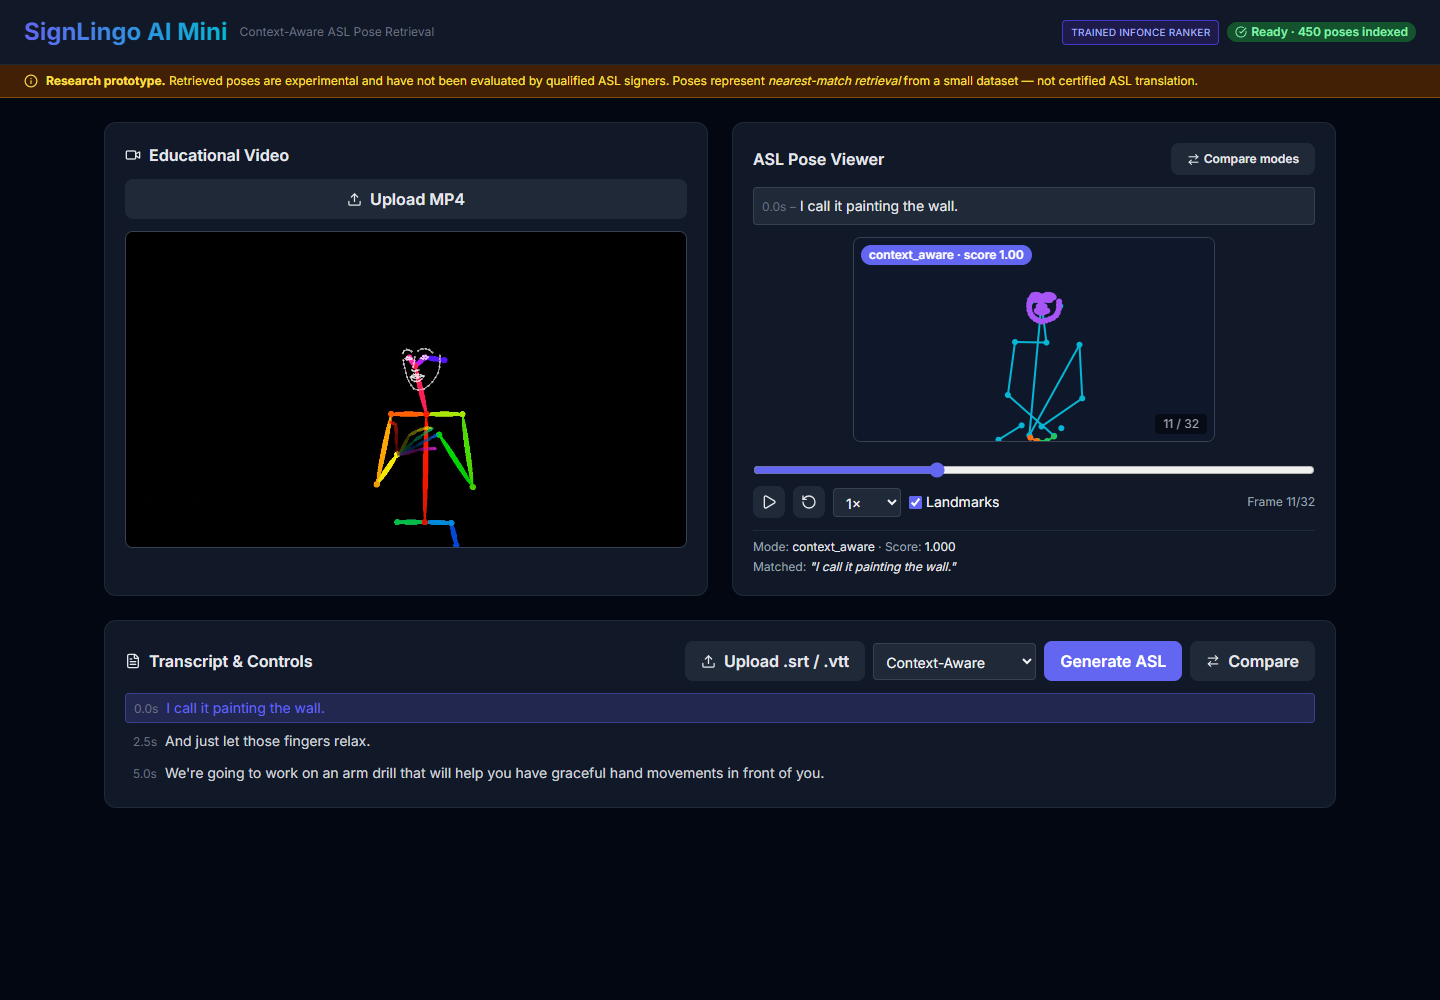 SignLingo AI Mini Context-Aware ASL Pose Retrieval
TRAINED INFONCE RANKER
Ready · 450 poses indexed
Research prototype. Retrieved poses are experimental and have not been evaluated by qualified ASL signers. Poses represent nearest-match retrieval from a small dataset — not certified ASL translation.
Educational Video
Upload MP4
ASL Pose Viewer
Compare modes
0.0s – I call it painting the wall.
context_aware · score 1.00
11 / 32
1×
Landmarks
Frame 11/32
Mode: context_aware · Score: 1.000
Matched: "I call it painting the wall."
Transcript & Controls
Upload .srt / .vtt
Context-Aware
Generate ASL
Compare
0.0s I call it painting the wall.
2.5s And just let those fingers relax.
5.0s We're going to work on an arm drill that will help you have graceful hand movements in front of you.